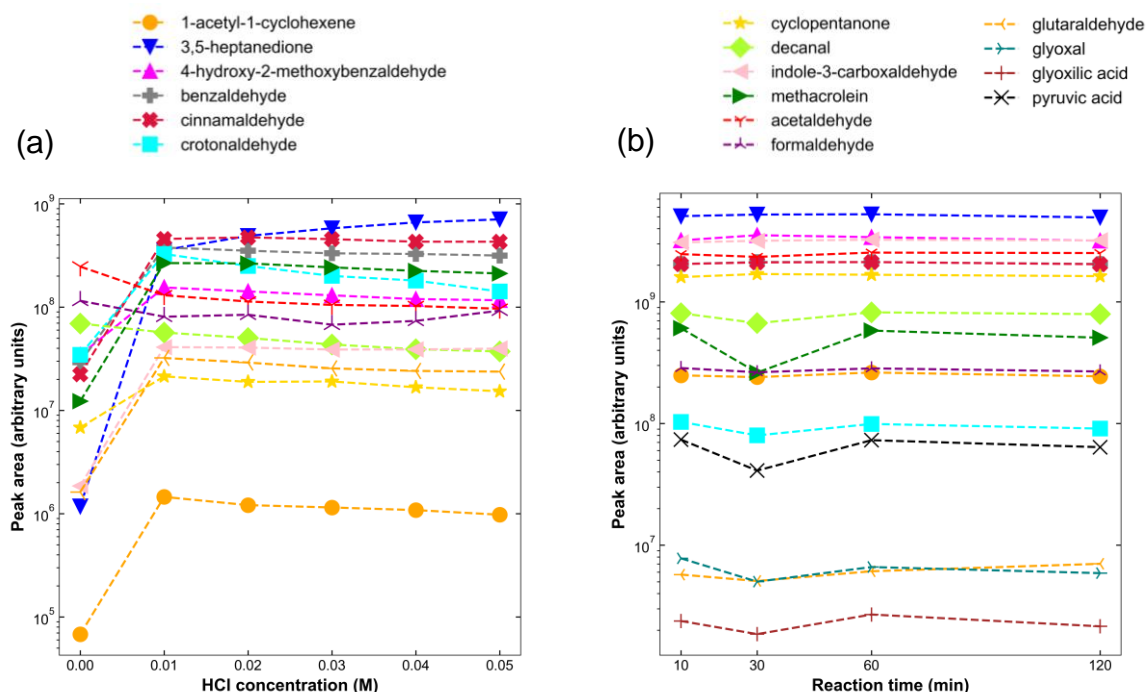 1-acetyl-1-cyclohexene
3,5-heptanedione
4-hydroxy-2-methoxybenzaldehyde
benzaldehyde
cinnamaldehyde
crotonaldehyde
cyclopentanone
decanal
indole-3-carboxaldehyde
methacrolein
acetaldehyde
formaldehyde
glutaraldehyde
glyoxal
glyoxilic acid
pyruvic acid
(a)
Peak area (arbitrary units)
10⁹
10⁸
10⁷
10⁶
10⁵
0.00 0.01 0.02 0.03 0.04 0.05
HCl concentration (M)
(b)
Peak area (arbitrary units)
10⁹
10⁸
10⁷
10 30 60 120
Reaction time (min)